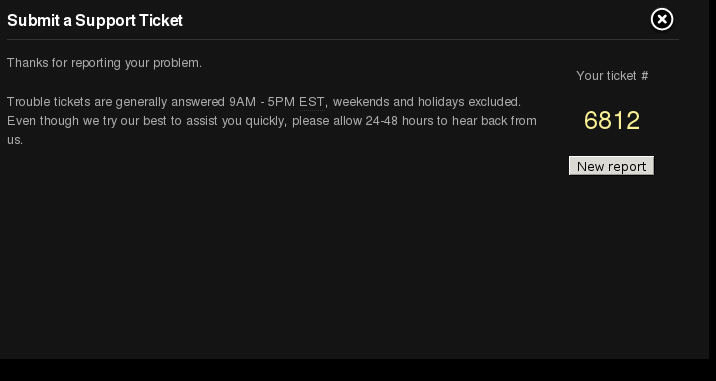 Submit a Support Ticket
Thanks for reporting your problem.
Your ticket #
Trouble tickets are generally answered 9AM - 5PM EST, weekends and holidays excluded.
Even though we try our best to assist you quickly, please allow 24-48 hours to hear back from
us.
6812
New report